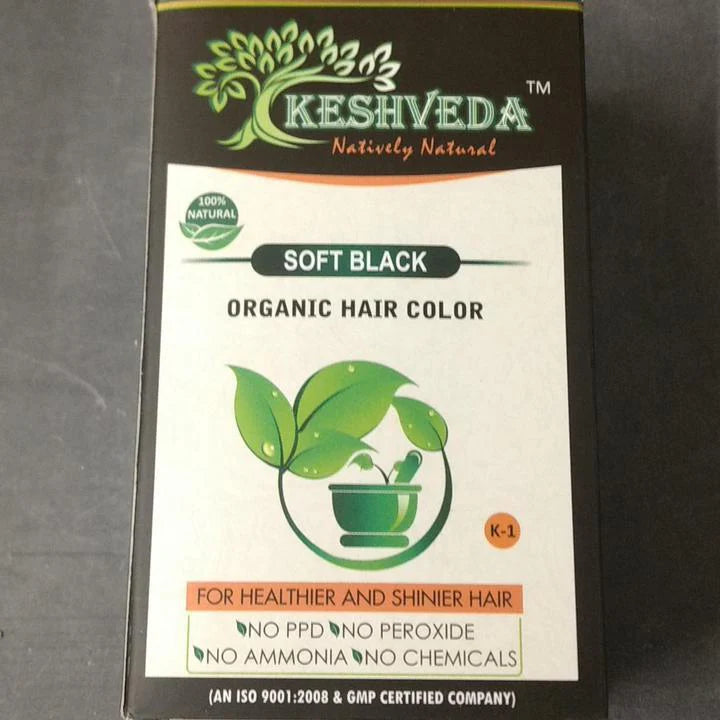 KESHVEDA TM
Natively Natural
100%
NATURAL
SOFT BLACK
ORGANIC HAIR COLOR
K-1
FOR HEALTHIER AND SHINIER HAIR
NO PPD NO PEROXIDE
NO AMMONIA NO CHEMICALS
(AN ISO 9001:2008 & GMP CERTIFIED COMPANY)